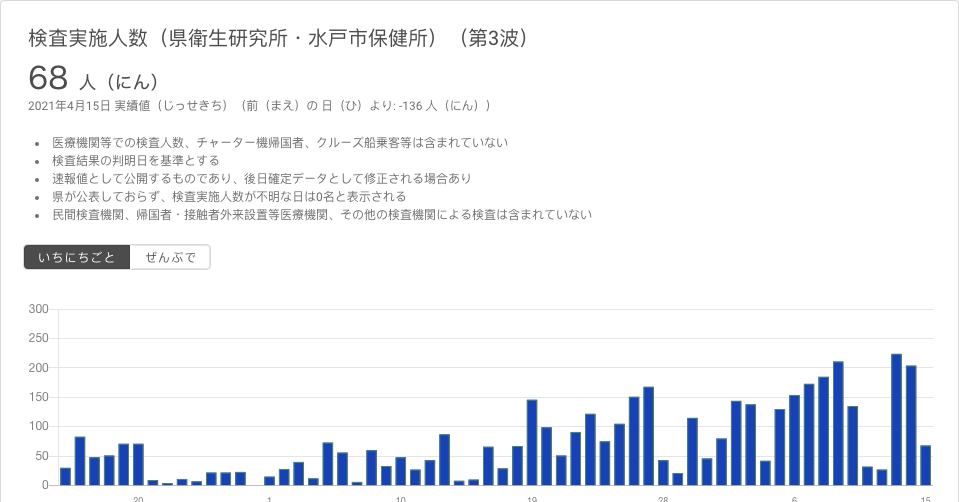 検査実施人数（県衛生研究所・水戸市保健所）（第3波）
68 人（にん）
2021年4月15日 実績値（じっせきち）（前（まえ）の 日（ひ）より: -136 人（にん））
• 医療機関等での検査人数、チャーター機帰国者、クルーズ船乗客等は含まれていない
• 検査結果の判明日を基準とする
• 速報値として公開するものであり、後日確定データとして修正される場合あり
• 県が公表しておらず、検査実施人数が不明な日は0名と表示される
• 民間検査機関、帰国者・接触者外来設置等医療機関、その他の検査機関による検査は含まれていない
いちにちごと ぜんぶで
300
250
200
150
100
50
0
20 1 10 19 28 6 15